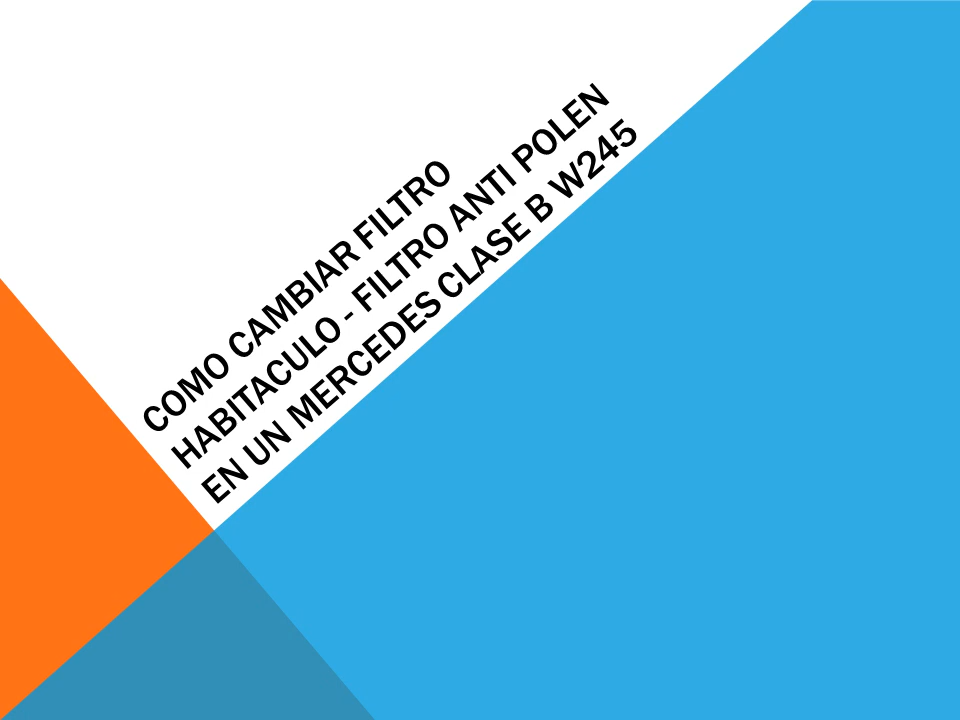 COMO CAMBIAR FILTRO
HABITACULO - FILTRO ANTI POLEN
EN UN MERCEDES CLASE B W245